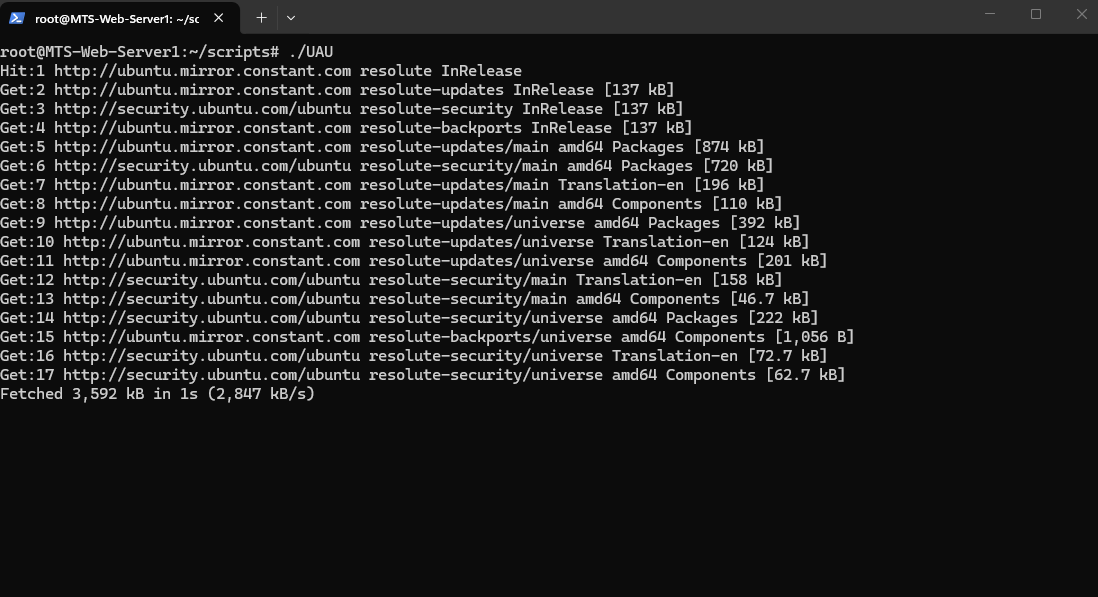 root@MTS-Web-Server1: ~/sc
root@MTS-Web-Server1:~/scripts# ./UAU
Hit:1 http://ubuntu.mirror.constant.com resolute InRelease
Get:2 http://ubuntu.mirror.constant.com resolute-updates InRelease [137 kB]
Get:3 http://security.ubuntu.com/ubuntu resolute-security InRelease [137 kB]
Get:4 http://ubuntu.mirror.constant.com resolute-backports InRelease [137 kB]
Get:5 http://ubuntu.mirror.constant.com resolute-updates/main amd64 Packages [874 kB]
Get:6 http://security.ubuntu.com/ubuntu resolute-security/main amd64 Packages [720 kB]
Get:7 http://ubuntu.mirror.constant.com resolute-updates/main Translation-en [196 kB]
Get:8 http://ubuntu.mirror.constant.com resolute-updates/main amd64 Components [110 kB]
Get:9 http://ubuntu.mirror.constant.com resolute-updates/universe amd64 Packages [392 kB]
Get:10 http://ubuntu.mirror.constant.com resolute-updates/universe Translation-en [124 kB]
Get:11 http://ubuntu.mirror.constant.com resolute-updates/universe amd64 Components [201 kB]
Get:12 http://security.ubuntu.com/ubuntu resolute-security/main Translation-en [158 kB]
Get:13 http://security.ubuntu.com/ubuntu resolute-security/main amd64 Components [46.7 kB]
Get:14 http://security.ubuntu.com/ubuntu resolute-security/universe amd64 Packages [222 kB]
Get:15 http://ubuntu.mirror.constant.com resolute-backports/universe amd64 Components [1,056 B]
Get:16 http://security.ubuntu.com/ubuntu resolute-security/universe Translation-en [72.7 kB]
Get:17 http://security.ubuntu.com/ubuntu resolute-security/universe amd64 Components [62.7 kB]
Fetched 3,592 kB in 1s (2,847 kB/s)